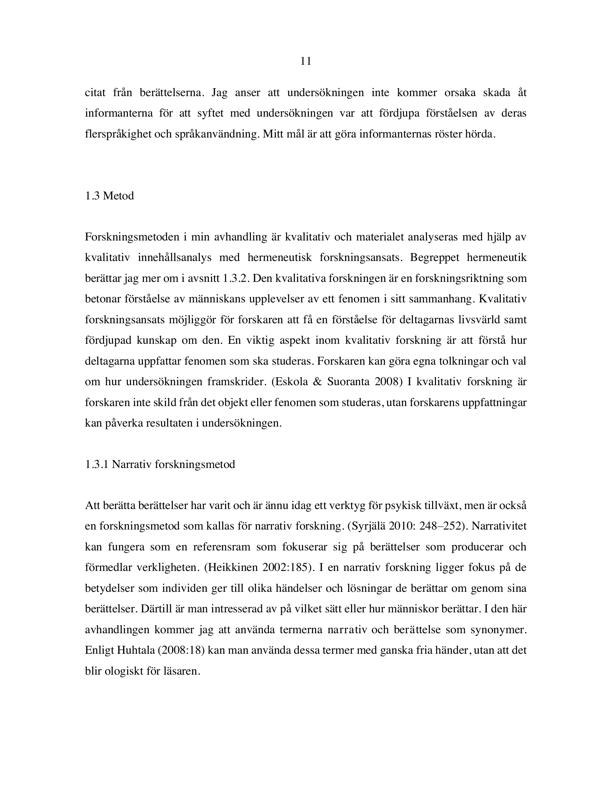 11
citat från berättelserna. Jag anser att undersökningen inte kommer orsaka skada åt
informanterna för att syftet med undersökningen var att fördjupa förståelsen av deras
flerspråkighet och språkanvändning. Mitt mål är att göra informanternas röster hörda.
1.3 Metod
Forskningsmetoden i min avhandling är kvalitativ och materialet analyseras med hjälp av
kvalitativ innehållsanalys med hermeneutisk forskningsansats. Begreppet hermeneutik
berättar jag mer om i avsnitt 1.3.2. Den kvalitativa forskningen är en forskningsriktning som
betonar förståelse av människans upplevelser av ett fenomen i sitt sammanhang. Kvalitativ
forskningsansats möjliggör för forskaren att få en förståelse för deltagarnas livsvärld samt
fördjupad kunskap om den. En viktig aspekt inom kvalitativ forskning är att förstå hur
deltagarna uppfattar fenomen som ska studeras. Forskaren kan göra egna tolkningar och val
om hur undersökningen framskrider. (Eskola & Suoranta 2008) I kvalitativ forskning är
forskaren inte skild från det objekt eller fenomen som studeras, utan forskarens uppfattningar
kan påverka resultaten i undersökningen.
1.3.1 Narrativ forskningsmetod
Att berätta berättelser har varit och är ännu idag ett verktyg för psykisk tillväxt, men är också
en forskningsmetod som kallas för narrativ forskning. (Syrjälä 2010: 248–252). Narrativitet
kan fungera som en referensram som fokuserar sig på berättelser som producerar och
förmedlar verkligheten. (Heikkinen 2002:185). I en narrativ forskning ligger fokus på de
betydelser som individen ger till olika händelser och lösningar de berättar om genom sina
berättelser. Därtill är man intresserad av på vilket sätt eller hur människor berättar. I den här
avhandlingen kommer jag att använda termerna narrativ och berättelse som synonymer.
Enligt Huhtala (2008:18) kan man använda dessa termer med ganska fria händer, utan att det
blir ologiskt för läsaren.